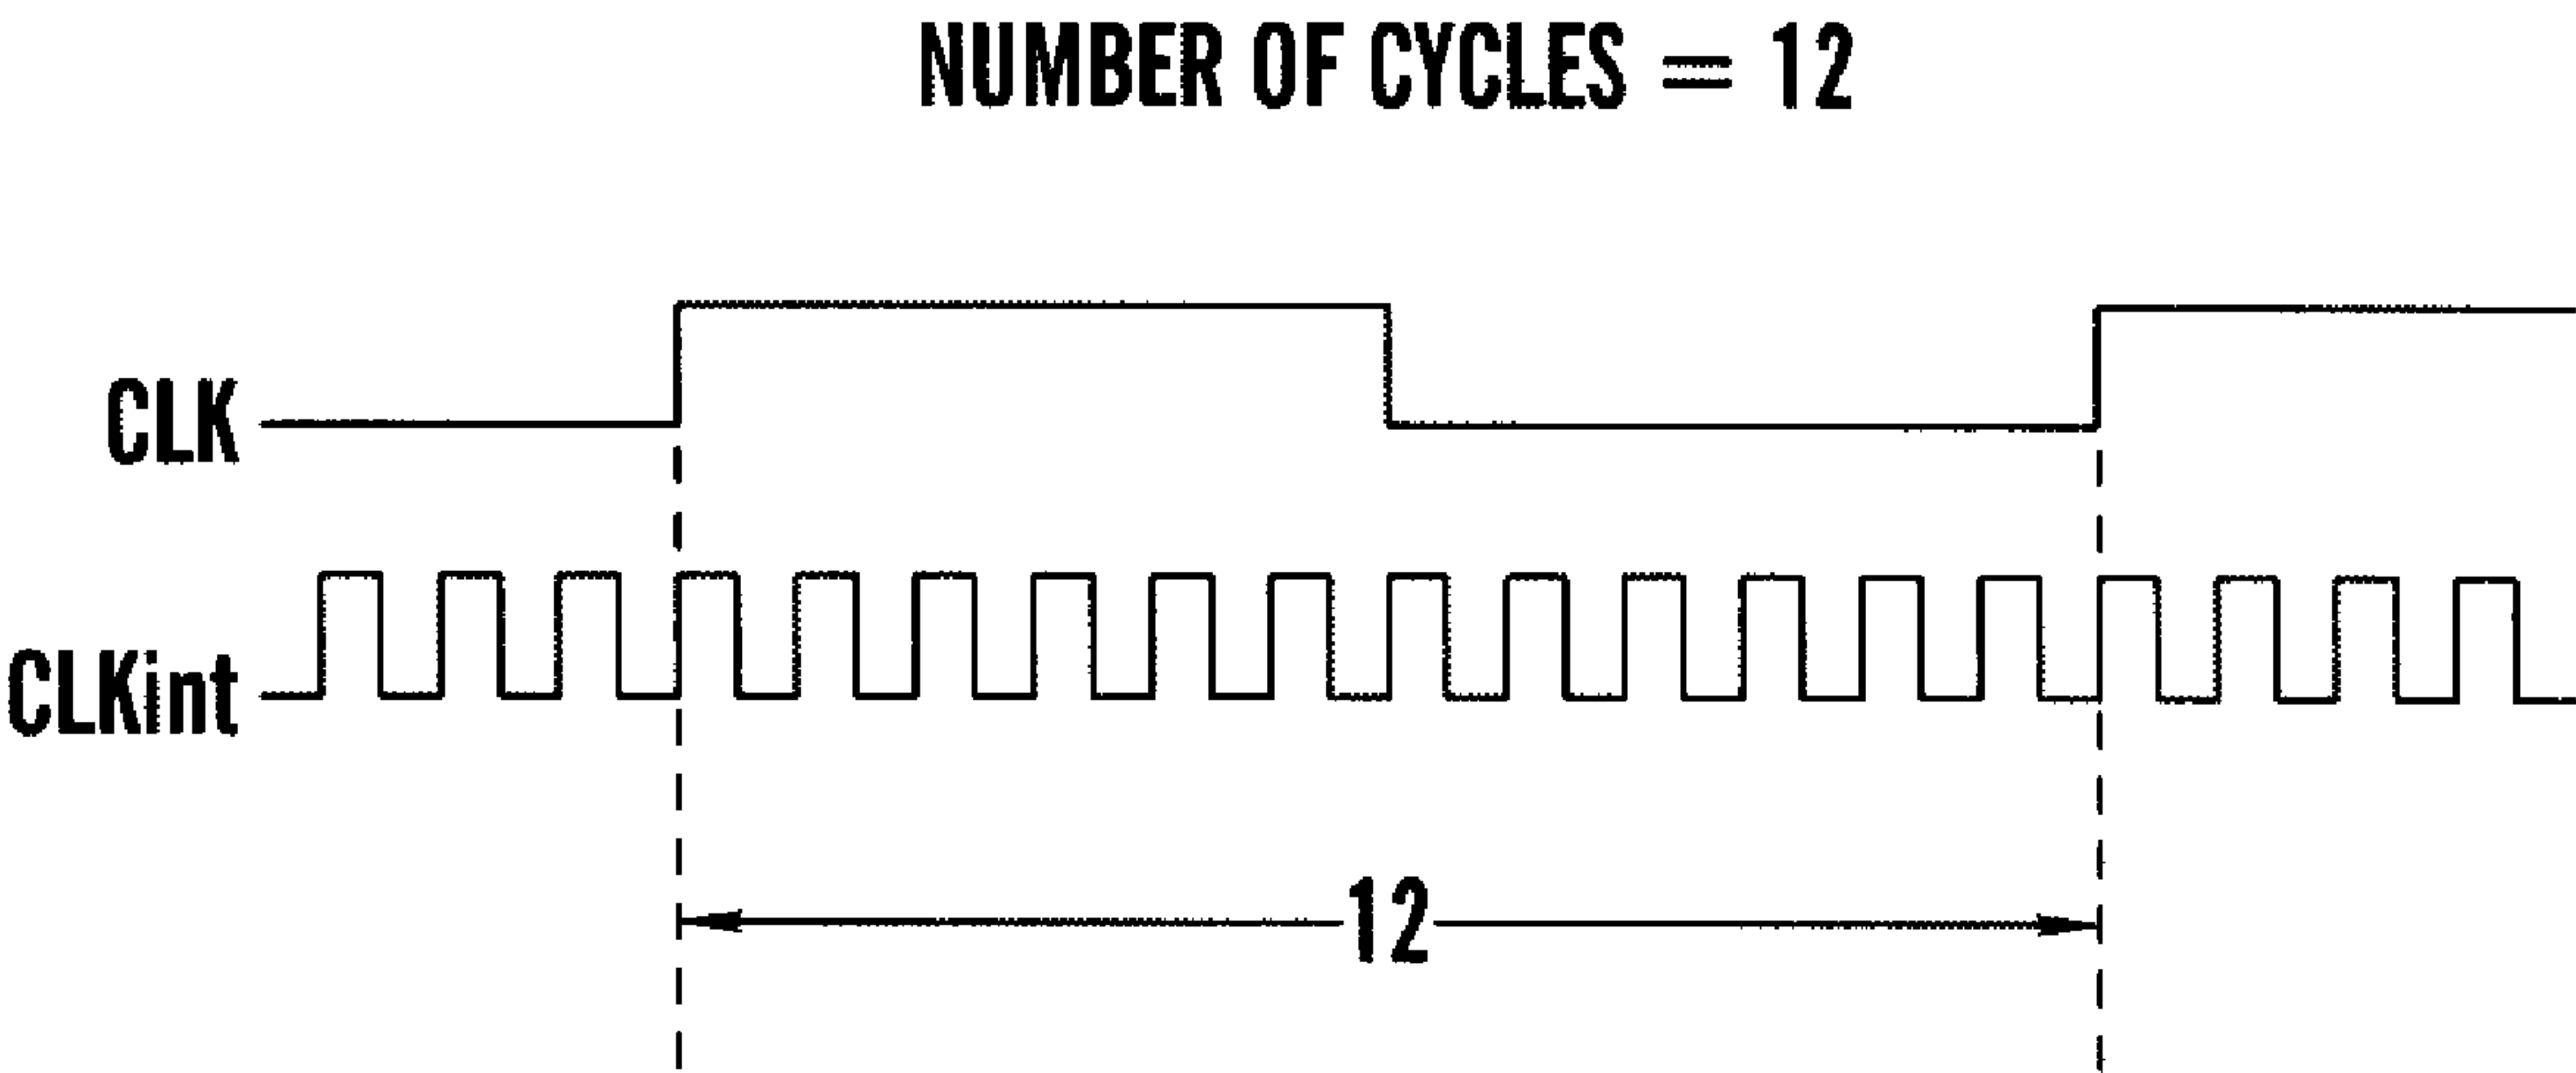 NUMBER OF CYCLES = 12
CLK
CLKint
12